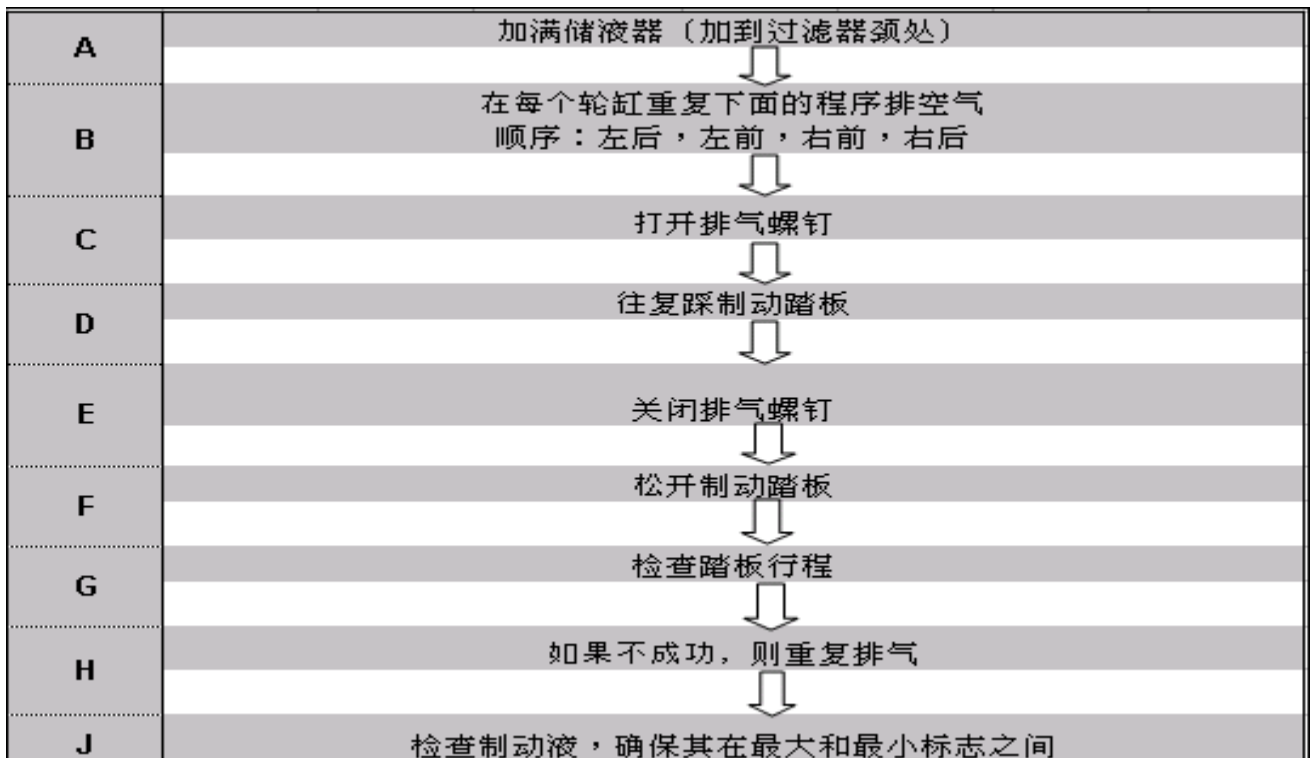 A
加满储液器（加到过滤器颈处）
B
在每个轮缸重复下面的程序排空气
顺序：左后，左前，右前，右后
C
打开排气螺钉
D
往复踩制动踏板
E
关闭排气螺钉
F
松开制动踏板
G
检查踏板行程
H
如果不成功，则重复排气
J
检查制动液，确保其在最大和最小标志之间